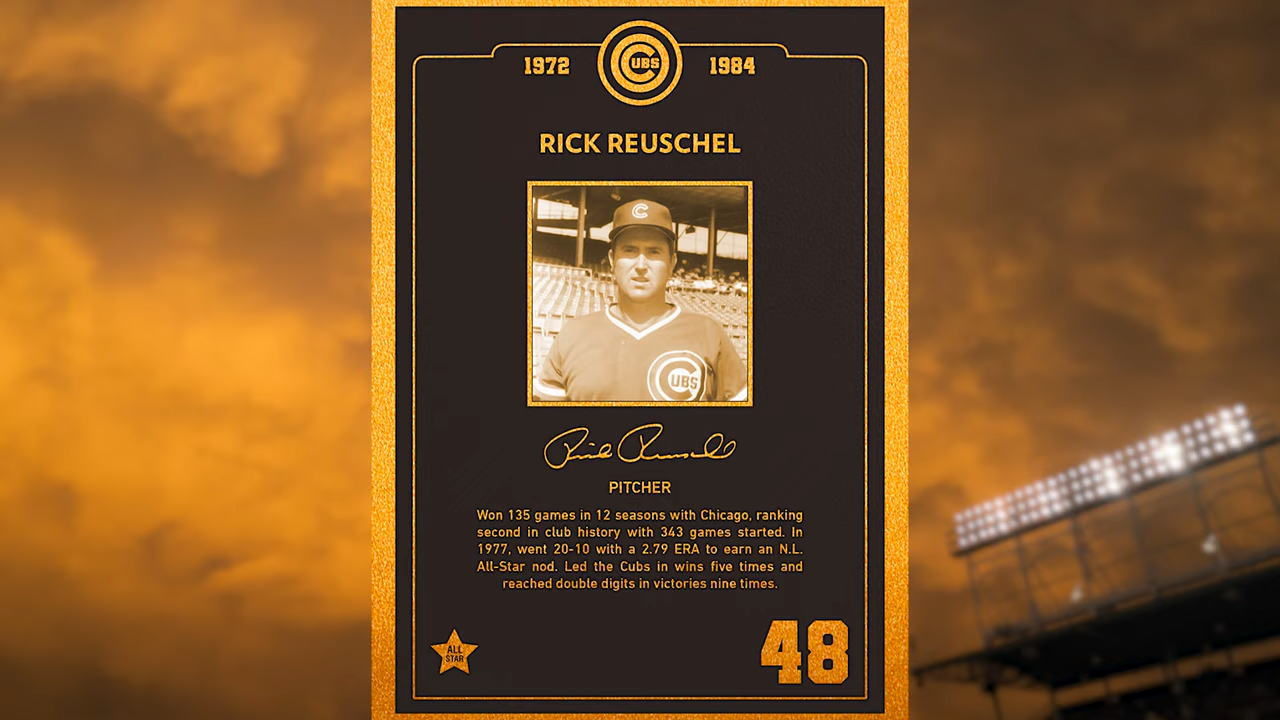 1972 CUBS 1984
RICK REUSCHEL
C
CUBS
Rick Reuschel
PITCHER
Won 135 games in 12 seasons with Chicago, ranking
second in club history with 343 games started. In
1977, went 20-10 with a 2.79 ERA to earn an N.L.
All-Star nod. Led the Cubs in wins five times and
reached double digits in victories nine times.
ALL
STAR
48